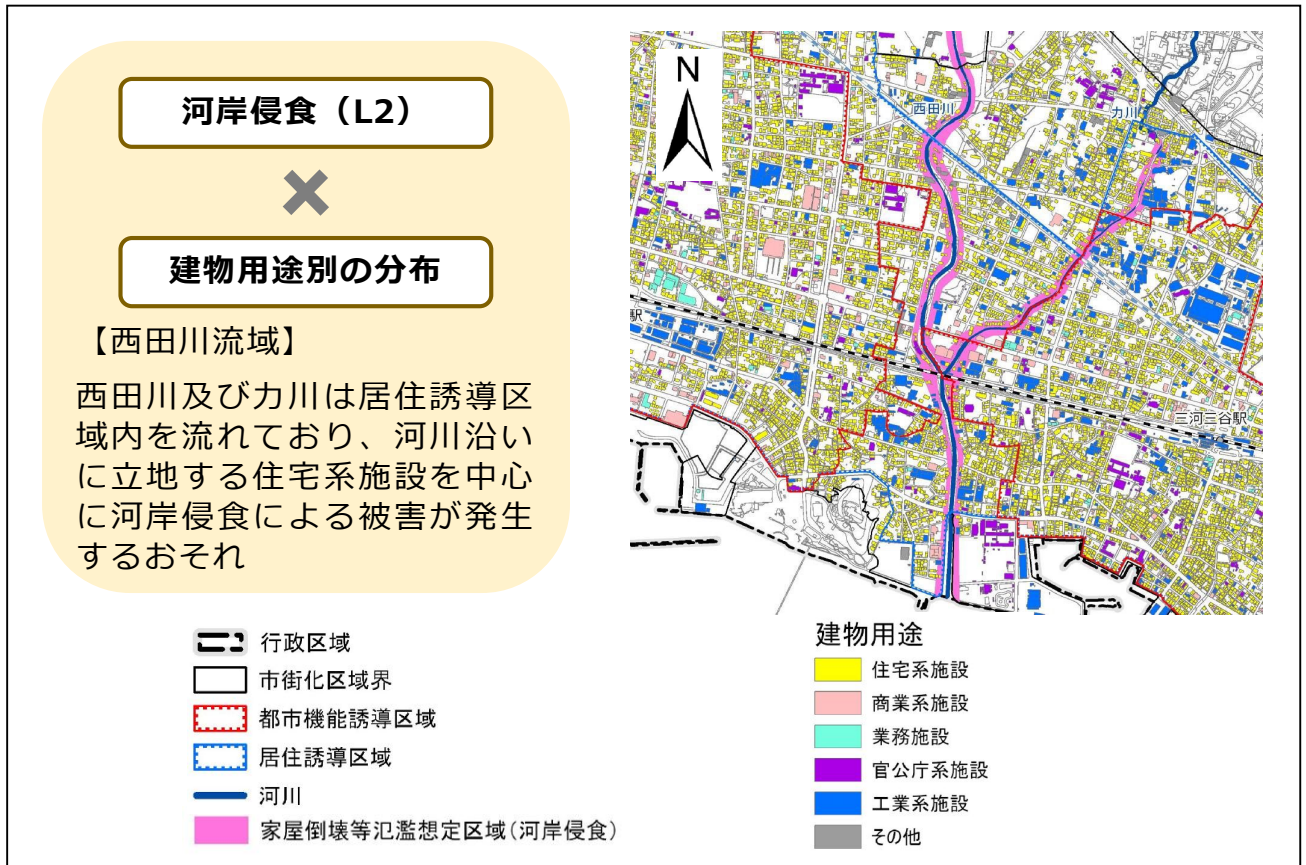 河岸侵食（L2）
×
建物用途別の分布
【西田川流域】
西田川及び力川は居住誘導区
域内を流れており、河川沿い
に立地する住宅系施設を中心
に河岸侵食による被害が発生
するおそれ
N
西田川
力川
駅
三河三谷駅
行政区域
市街化区域界
都市機能誘導区域
居住誘導区域
河川
家屋倒壊等氾濫想定区域（河岸侵食）
建物用途
住宅系施設
商業系施設
業務施設
官公庁系施設
工業系施設
その他